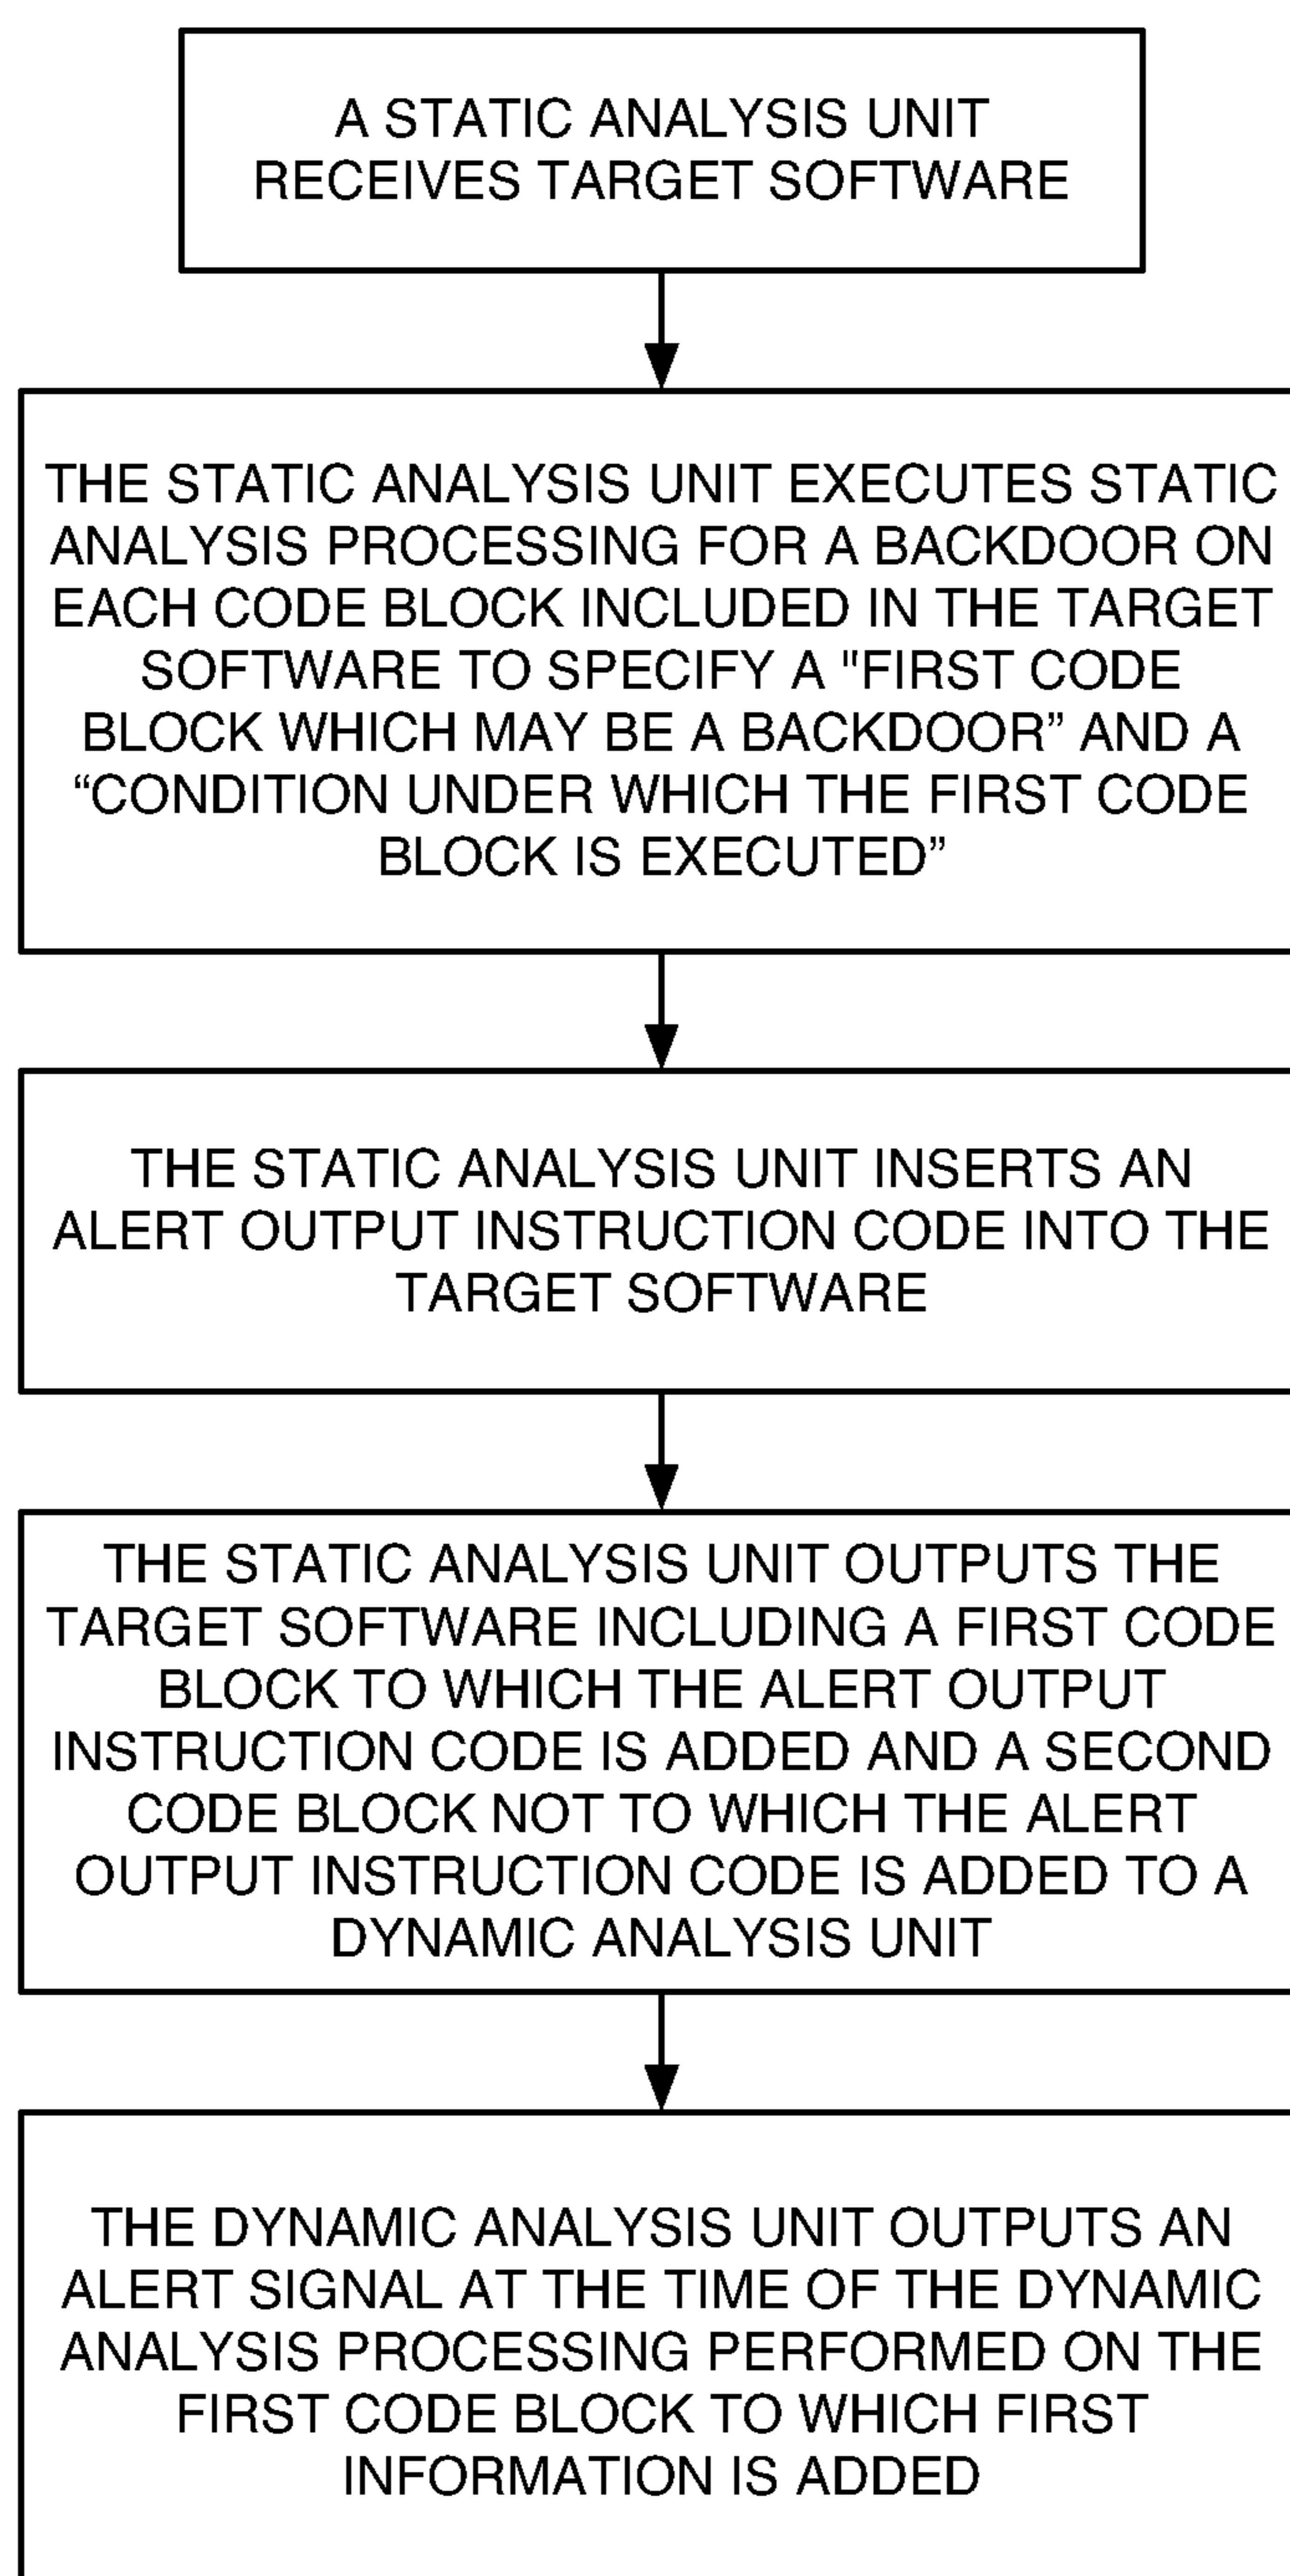 A STATIC ANALYSIS UNIT
RECEIVES TARGET SOFTWARE
THE STATIC ANALYSIS UNIT EXECUTES STATIC
ANALYSIS PROCESSING FOR A BACKDOOR ON
EACH CODE BLOCK INCLUDED IN THE TARGET
SOFTWARE TO SPECIFY A "FIRST CODE
BLOCK WHICH MAY BE A BACKDOOR” AND A
“CONDITION UNDER WHICH THE FIRST CODE
BLOCK IS EXECUTED”
THE STATIC ANALYSIS UNIT INSERTS AN
ALERT OUTPUT INSTRUCTION CODE INTO THE
TARGET SOFTWARE
THE STATIC ANALYSIS UNIT OUTPUTS THE
TARGET SOFTWARE INCLUDING A FIRST CODE
BLOCK TO WHICH THE ALERT OUTPUT
INSTRUCTION CODE IS ADDED AND A SECOND
CODE BLOCK NOT TO WHICH THE ALERT
OUTPUT INSTRUCTION CODE IS ADDED TO A
DYNAMIC ANALYSIS UNIT
THE DYNAMIC ANALYSIS UNIT OUTPUTS AN
ALERT SIGNAL AT THE TIME OF THE DYNAMIC
ANALYSIS PROCESSING PERFORMED ON THE
FIRST CODE BLOCK TO WHICH FIRST
INFORMATION IS ADDED